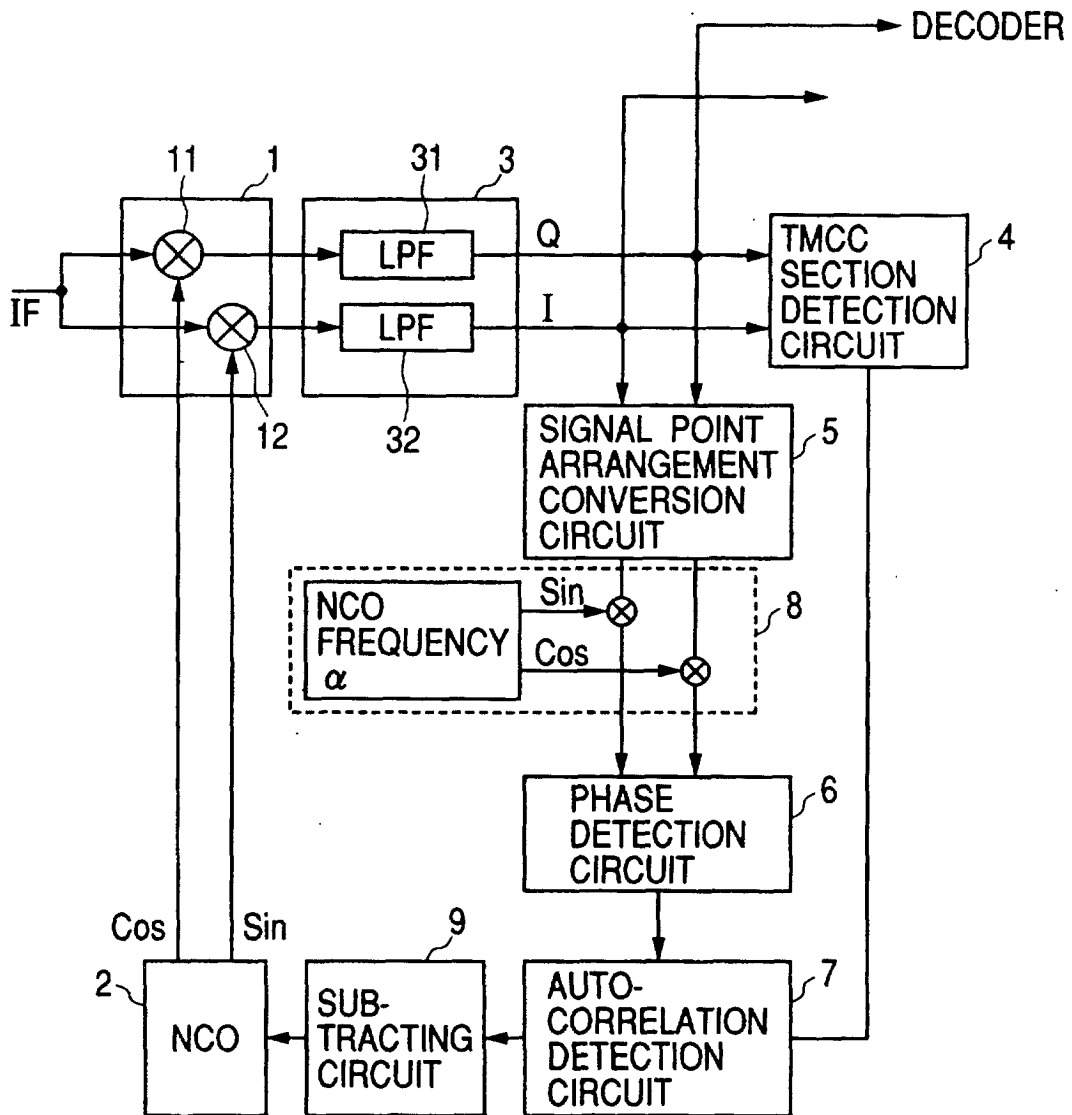 DECODER
11
1
31
3
Q
LPF
TMCC
SECTION
DETECTION
CIRCUIT
4
IF
I
LPF
12
32
SIGNAL POINT
ARRANGEMENT
CONVERSION
CIRCUIT
5
NCO
FREQUENCY
α
Sin
Cos
8
PHASE
DETECTION
CIRCUIT
6
Cos
Sin
2
NCO
9
SUB-
TRACTING
CIRCUIT
AUTO-
CORRELATION
DETECTION
CIRCUIT
7